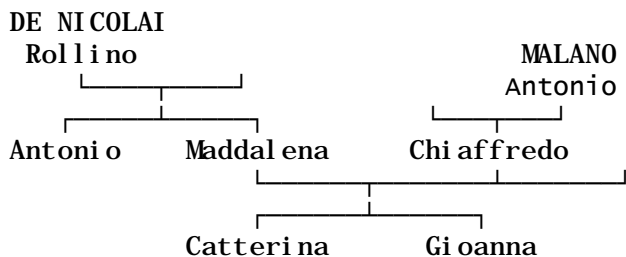 DE NICOLAI
Rollino MALANO
Antonio
Antonio Maddalena Chiaffredo
Catterina Gioanna